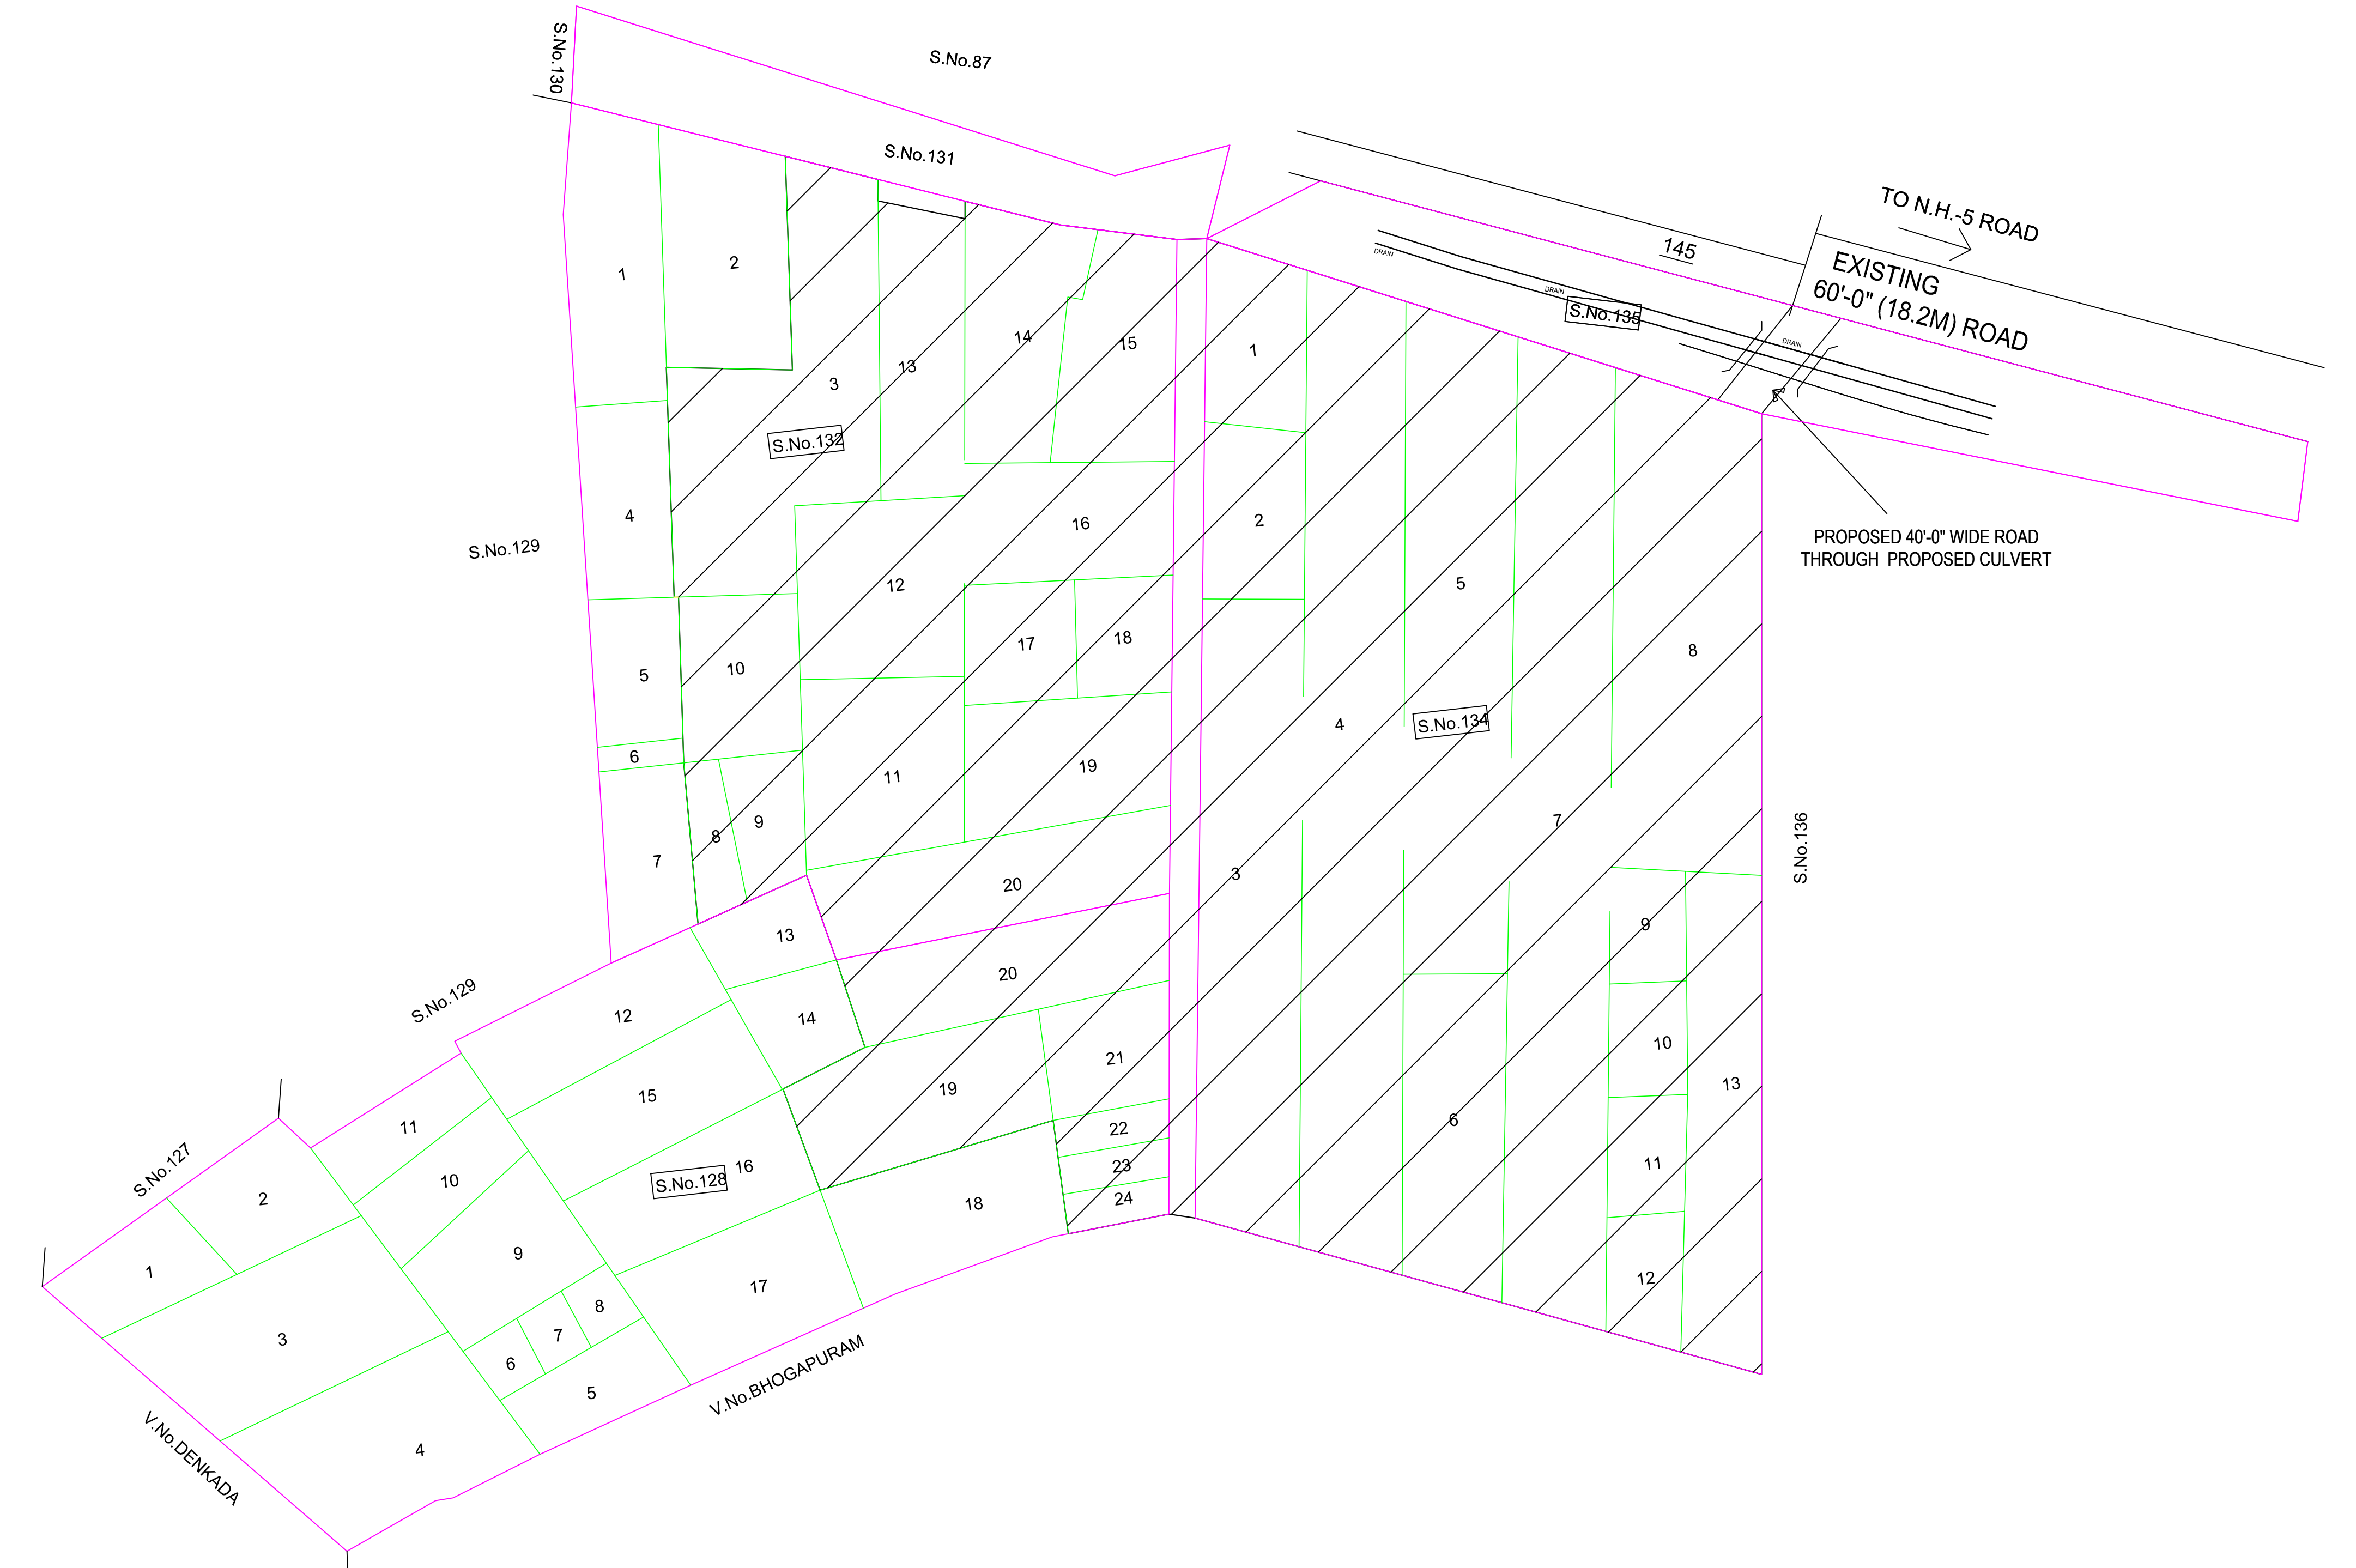 S.No.130
S.No.87
S.No.131
145
TO N.H.-5 ROAD
EXISTING
60'-0" (18.2M) ROAD
DRAIN
DRAIN
DRAIN
S.No.135
PROPOSED 40'-0" WIDE ROAD
THROUGH PROPOSED CULVERT
S.No.129
1
2
3
13
14
15
S.No.132
4
16
12
5
10
17
18
6
11
19
8
9
7
20
1
2
5
8
4
S.No.134
7
3
9
10
13
11
6
12
S.No.136
S.No.129
13
12
14
20
15
19
21
22
23
24
11
10
16
S.No.128
18
S.No.127
2
1
9
17
8
7
6
3
5
4
V.No.BHOGAPURAM
V.No.DENKADA